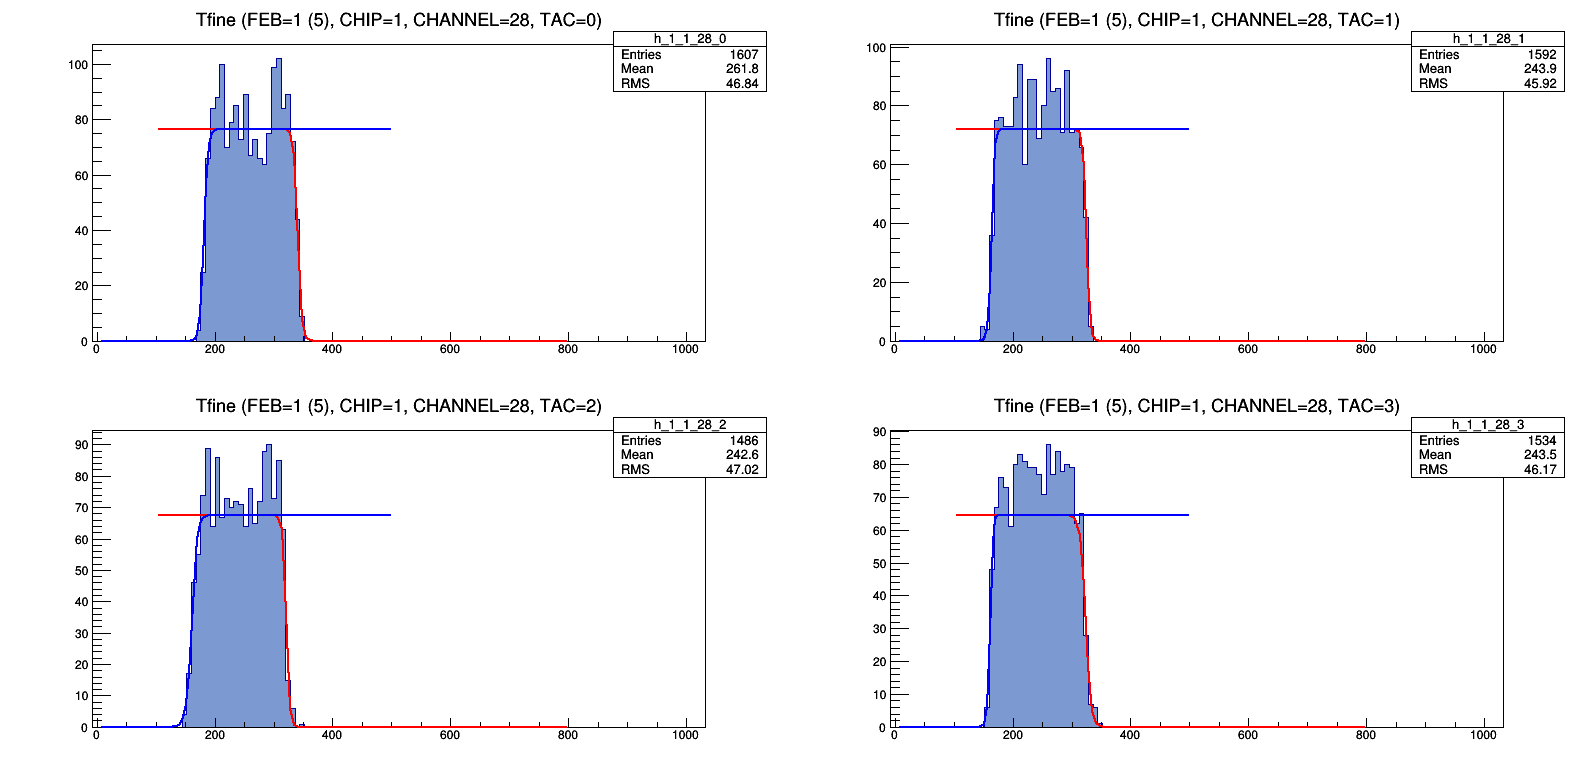 Tfine (FEB=1 (5), CHIP=1, CHANNEL=28, TAC=0)
h_1_1_28_0
Entries 1607
Mean 261.8
RMS 46.84
100
80
60
40
20
0
0 200 400 600 800 1000
Tfine (FEB=1 (5), CHIP=1, CHANNEL=28, TAC=1)
h_1_1_28_1
Entries 1592
Mean 243.9
RMS 45.92
100
80
60
40
20
0
0 200 400 600 800 1000
Tfine (FEB=1 (5), CHIP=1, CHANNEL=28, TAC=2)
h_1_1_28_2
Entries 1486
Mean 242.6
RMS 47.02
90
80
70
60
50
40
30
20
10
0
0 200 400 600 800 1000
Tfine (FEB=1 (5), CHIP=1, CHANNEL=28, TAC=3)
h_1_1_28_3
Entries 1534
Mean 243.5
RMS 46.17
90
80
70
60
50
40
30
20
10
0
0 200 400 600 800 1000